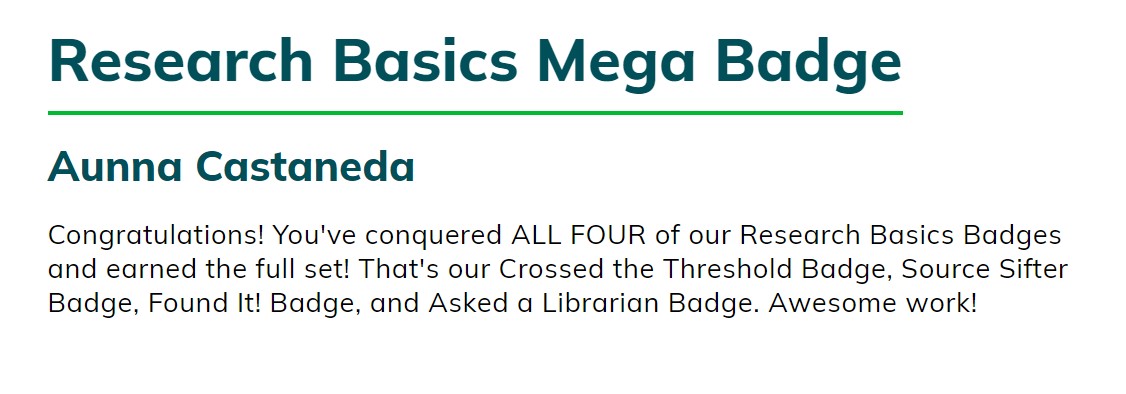 Research Basics Mega Badge
Aunna Castaneda
Congratulations! You've conquered ALL FOUR of our Research Basics Badges
and earned the full set! That's our Crossed the Threshold Badge, Source Sifter
Badge, Found It! Badge, and Asked a Librarian Badge. Awesome work!